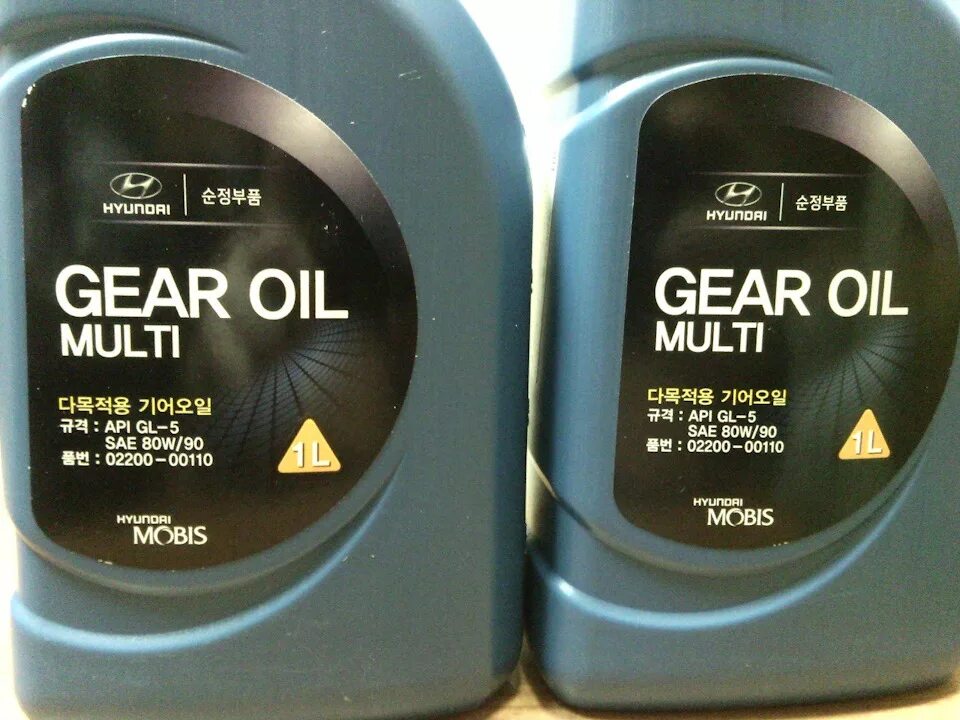 HYUNDAI 순정부품
GEAR OIL
MULTI
다목적용 기어오일
규격 : API GL-5
SAE 80W/90
품번 : 02200-00110
1L
HYUNDAI
MOBIS
HYUNDAI 순정부품
GEAR OIL
MULTI
다목적용 기어오일
규격 : API GL-5
SAE 80W/90
품번 : 02200-00110
1L
HYUNDAI
MOBIS